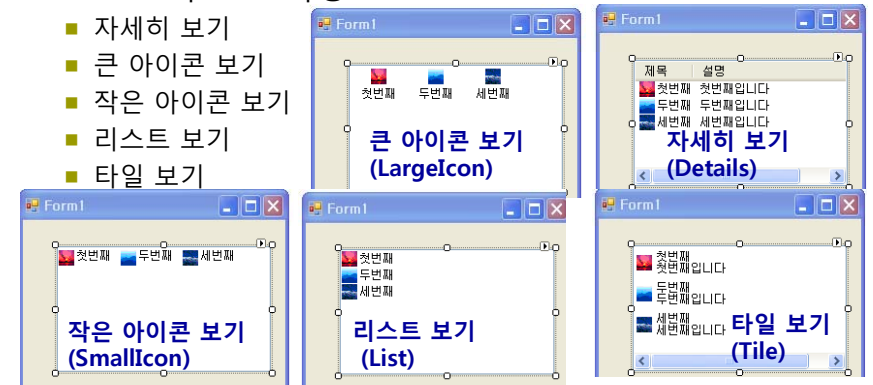 자세히 보기
큰 아이콘 보기
작은 아이콘 보기
리스트 보기
타일 보기
Form1
첫번째 두번째 세번째
큰 아이콘 보기
(LargeIcon)
Form1
제목 설명
첫번째 첫번째입니다
두번째 두번째입니다
세번째 세번째입니다
자세히 보기
(Details)
Form1
첫번째 두번째 세번째
작은 아이콘 보기
(SmallIcon)
Form1
첫번째
두번째
세번째
리스트 보기
(List)
Form1
첫번째
첫번째입니다
두번째
두번째입니다
세번째
세번째입니다
타일 보기
(Tile)